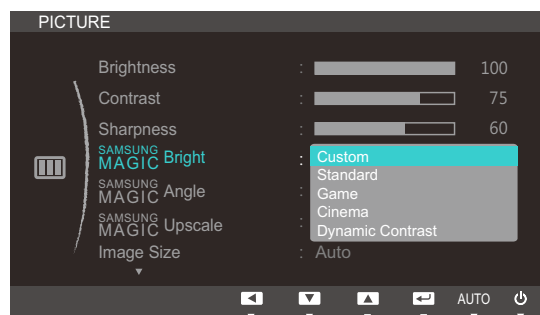 PICTURE
Brightness : 100
Contrast : 75
Sharpness : 60
SAMSUNG MAGIC Bright : Custom
Standard
SAMSUNG MAGIC Angle : Game
Cinema
SAMSUNG MAGIC Upscale : Dynamic Contrast
Image Size : Auto
AUTO